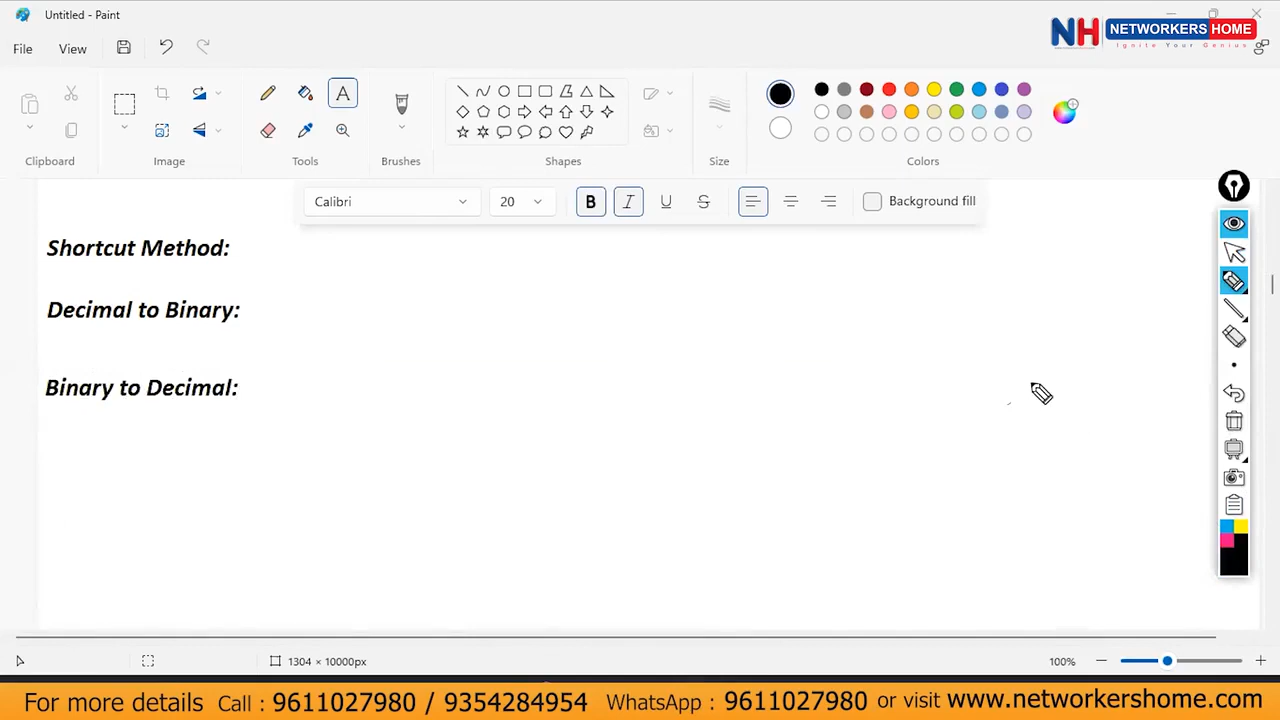 Untitled - Paint
NH NETWORKERS HOME
Ignite Your Genius
File View
A
Clipboard Image Tools Brushes Shapes Size Colors
Calibri 20 B I U S Background fill
Shortcut Method:
Decimal to Binary:
Binary to Decimal:
1304 × 10000px 100%
For more details Call : 9611027980 / 9354284954 WhatsApp : 9611027980 or visit www.networkershome.com